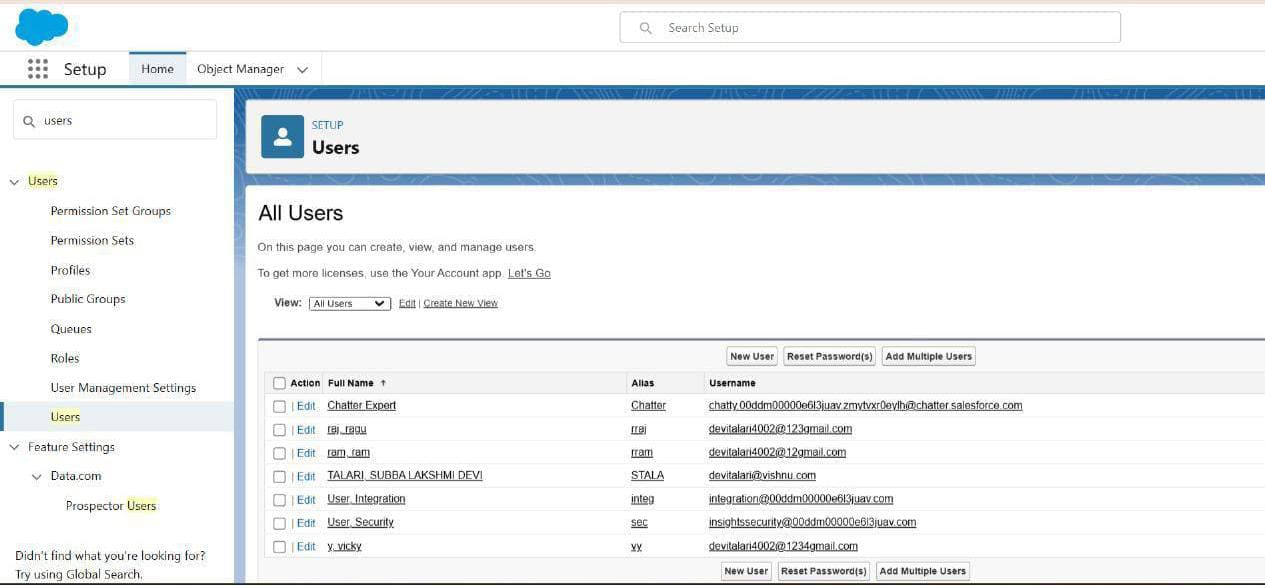 Search Setup
Setup Home Object Manager
users
SETUP
Users
Users
Permission Set Groups
Permission Sets
Profiles
Public Groups
Queues
Roles
User Management Settings
Users
Feature Settings
Data.com
Prospector Users
Didn't find what you're looking for?
Try using Global Search.
All Users
On this page you can create, view, and manage users.
To get more licenses, use the Your Account app. Let's Go
View: All Users Edit | Create New View
New User Reset Password(s) Add Multiple Users
Action Full Name ↑ Alias Username
| Edit Chatter Expert Chatter chatty.00ddm00000e6l3juav.zmytvxr0eylh@chatter.salesforce.com
| Edit raj, ragu rraj devitalari4002@123gmail.com
| Edit ram, ram rram devitalari4002@12gmail.com
| Edit TALARI, SUBBA LAKSHMI DEVI STALA devitalari@vishnu.com
| Edit User, Integration integ integration@00ddm00000e6l3juav.com
| Edit User, Security sec insightssecurity@00ddm00000e6l3juav.com
| Edit y, vicky vy devitalari4002@1234gmail.com
New User Reset Password(s) Add Multiple Users